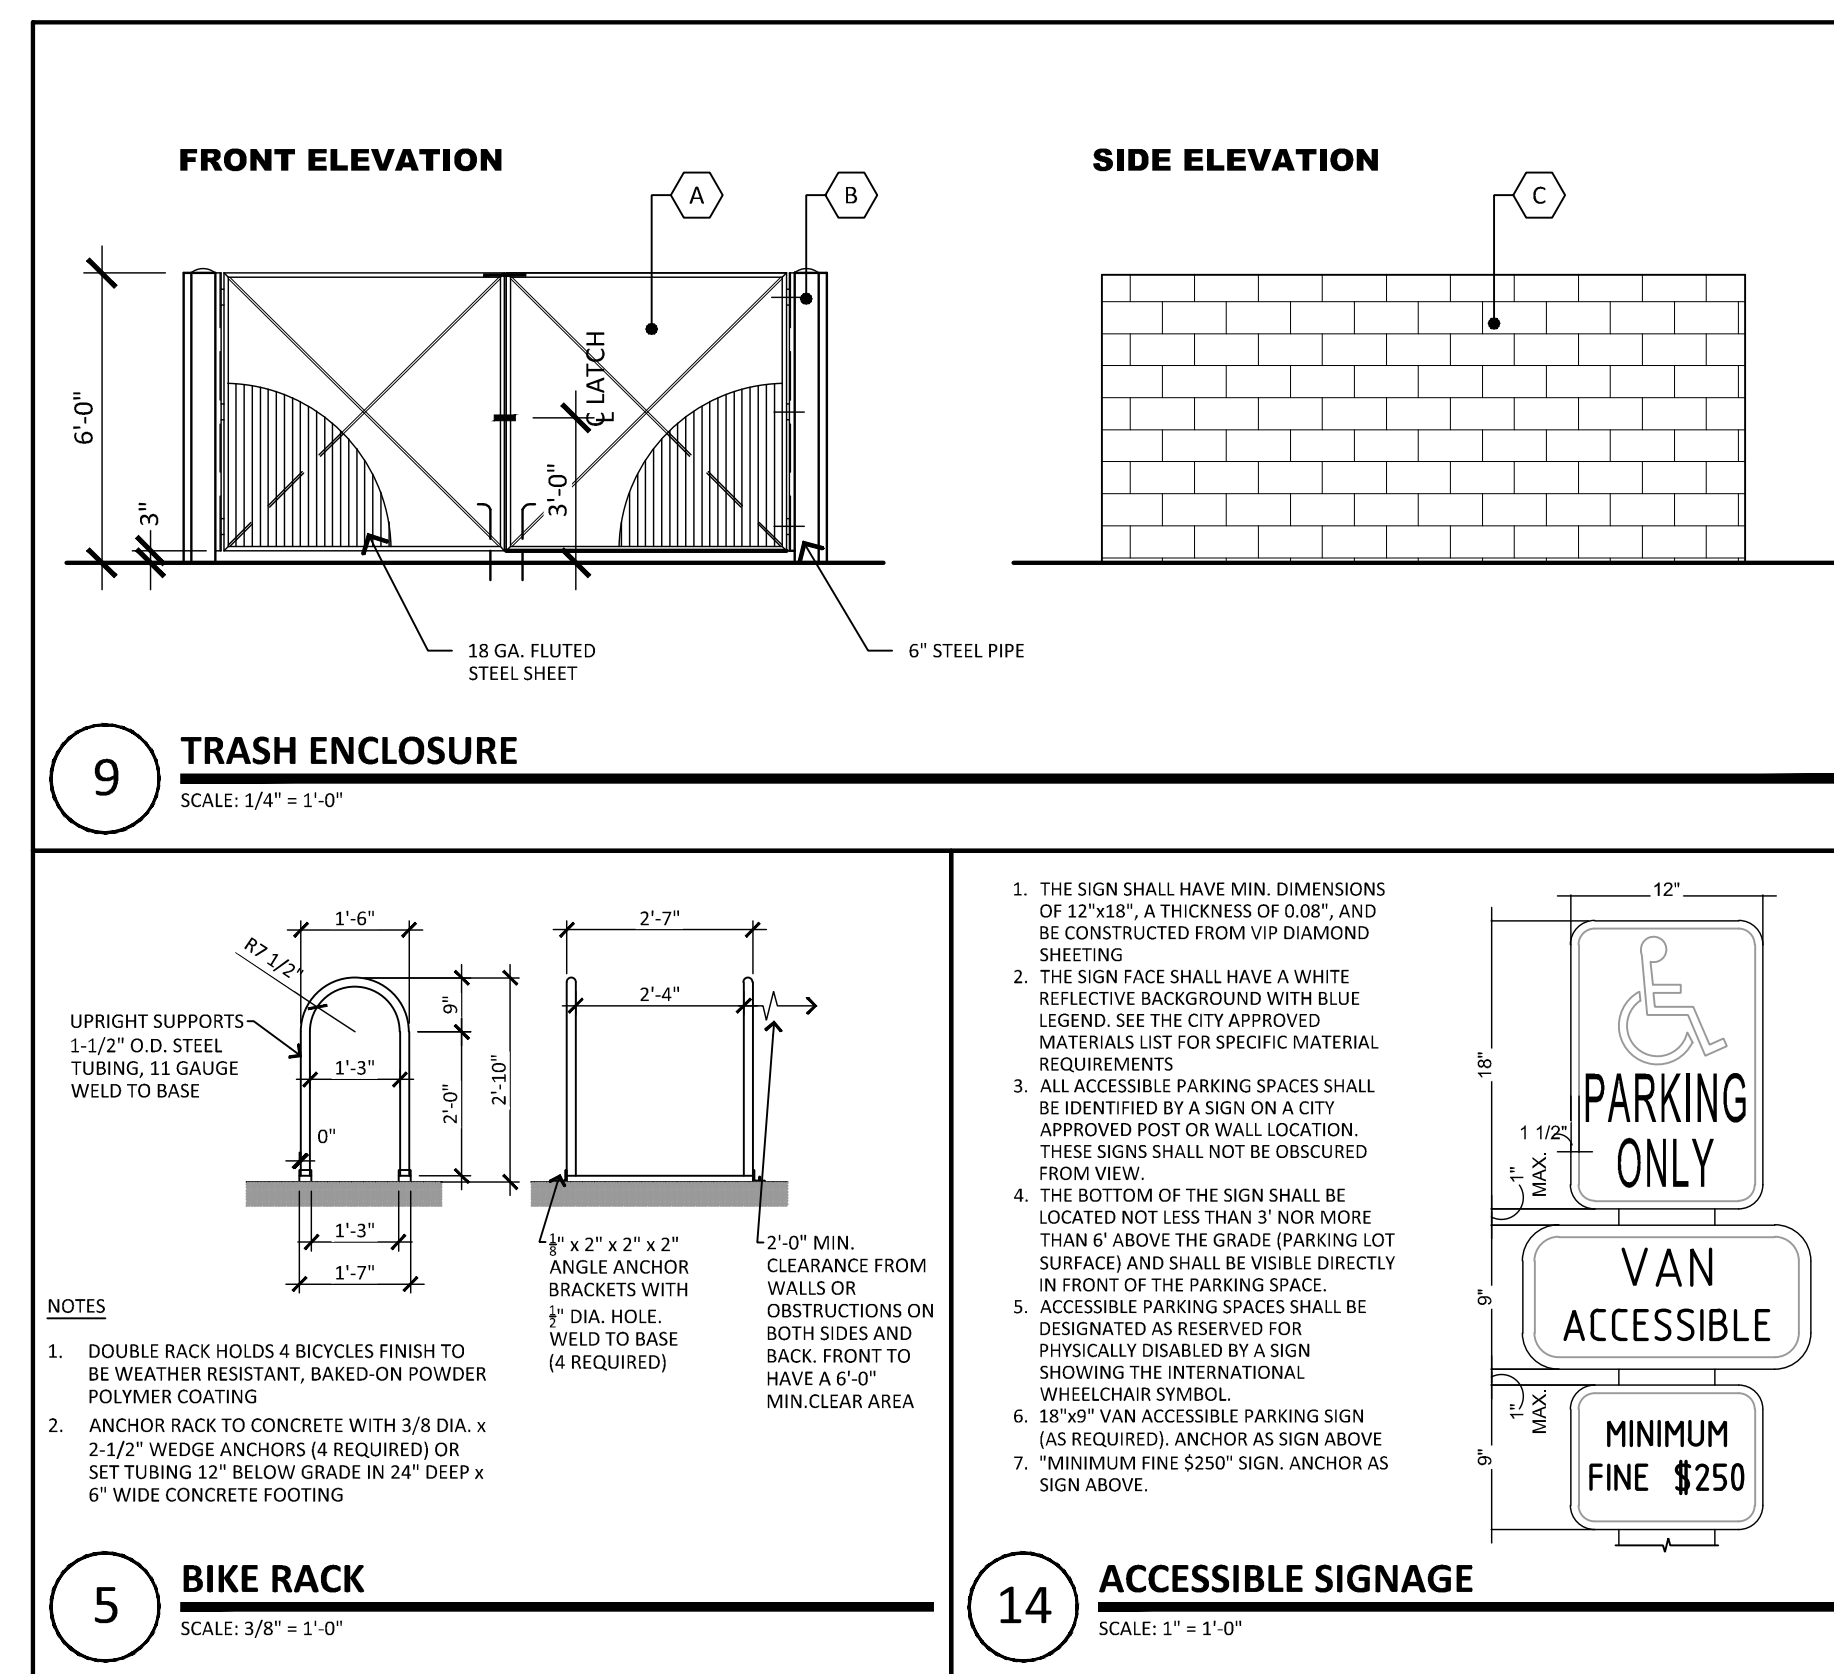 FRONT ELEVATION
SIDE ELEVATION
A
B
C
6'-0"
3"
℄ LATCH
3'-0"
18 GA. FLUTED
STEEL SHEET
6" STEEL PIPE
9
TRASH ENCLOSURE
SCALE: 1/4" = 1'-0"
1'-6"
R7 1/2"
UPRIGHT SUPPORTS
1-1/2" O.D. STEEL
TUBING, 11 GAUGE
WELD TO BASE
1'-3"
0"
9"
2'-0"
2'-10"
1'-3"
1'-7"
2'-7"
2'-4"
1/8" x 2" x 2" x 2"
ANGLE ANCHOR
BRACKETS WITH
1/2" DIA. HOLE.
WELD TO BASE
(4 REQUIRED)
2'-0" MIN.
CLEARANCE FROM
WALLS OR
OBSTRUCTIONS ON
BOTH SIDES AND
BACK. FRONT TO
HAVE A 6'-0"
MIN.CLEAR AREA
NOTES
1. DOUBLE RACK HOLDS 4 BICYCLES FINISH TO
BE WEATHER RESISTANT, BAKED-ON POWDER
POLYMER COATING
2. ANCHOR RACK TO CONCRETE WITH 3/8 DIA. x
2-1/2" WEDGE ANCHORS (4 REQUIRED) OR
SET TUBING 12" BELOW GRADE IN 24" DEEP x
6" WIDE CONCRETE FOOTING
5
BIKE RACK
SCALE: 3/8" = 1'-0"
1. THE SIGN SHALL HAVE MIN. DIMENSIONS
OF 12"x18", A THICKNESS OF 0.08", AND
BE CONSTRUCTED FROM VIP DIAMOND
SHEETING
2. THE SIGN FACE SHALL HAVE A WHITE
REFLECTIVE BACKGROUND WITH BLUE
LEGEND. SEE THE CITY APPROVED
MATERIALS LIST FOR SPECIFIC MATERIAL
REQUIREMENTS
3. ALL ACCESSIBLE PARKING SPACES SHALL
BE IDENTIFIED BY A SIGN ON A CITY
APPROVED POST OR WALL LOCATION.
THESE SIGNS SHALL NOT BE OBSCURED
FROM VIEW.
4. THE BOTTOM OF THE SIGN SHALL BE
LOCATED NOT LESS THAN 3' NOR MORE
THAN 6' ABOVE THE GRADE (PARKING LOT
SURFACE) AND SHALL BE VISIBLE DIRECTLY
IN FRONT OF THE PARKING SPACE.
5. ACCESSIBLE PARKING SPACES SHALL BE
DESIGNATED AS RESERVED FOR
PHYSICALLY DISABLED BY A SIGN
SHOWING THE INTERNATIONAL
WHEELCHAIR SYMBOL.
6. 18"x9" VAN ACCESSIBLE PARKING SIGN
(AS REQUIRED). ANCHOR AS SIGN ABOVE
7. "MINIMUM FINE $250" SIGN. ANCHOR AS
SIGN ABOVE.
12"
18"
1 1/2"
1"
MAX.
9"
1"
MAX.
9"
PARKING
ONLY
VAN
ACCESSIBLE
MINIMUM
FINE $250
14
ACCESSIBLE SIGNAGE
SCALE: 1" = 1'-0"